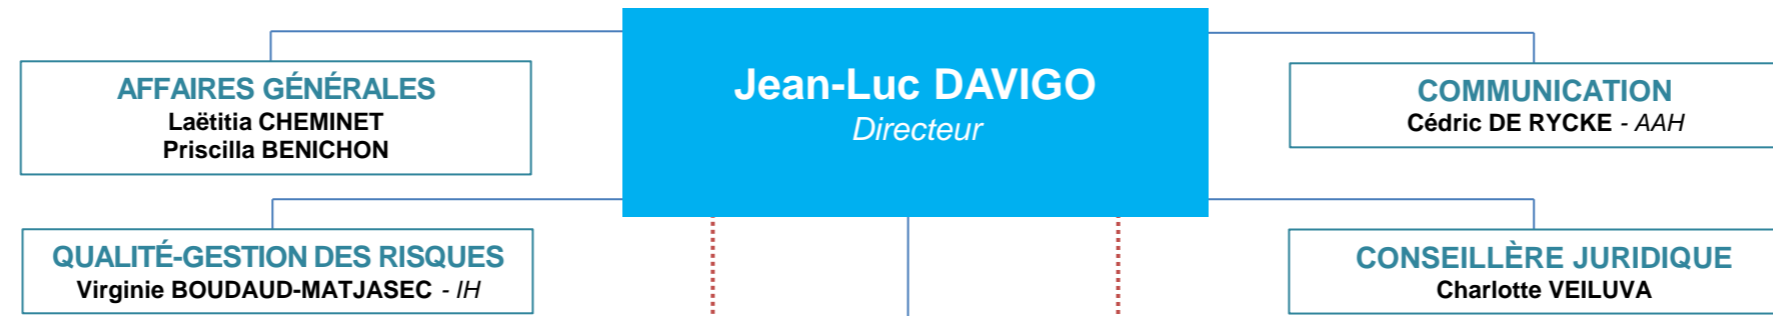 Jean-Luc DAVIGO
Directeur
AFFAIRES GÉNÉRALES
Laëtitia CHEMINET
Priscilla BENICHON
COMMUNICATION
Cédric DE RYCKE - AAH
QUALITÉ-GESTION DES RISQUES
Virginie BOUDAUD-MATJASEC - IH
CONSEILLÈRE JURIDIQUE
Charlotte VEILUVA